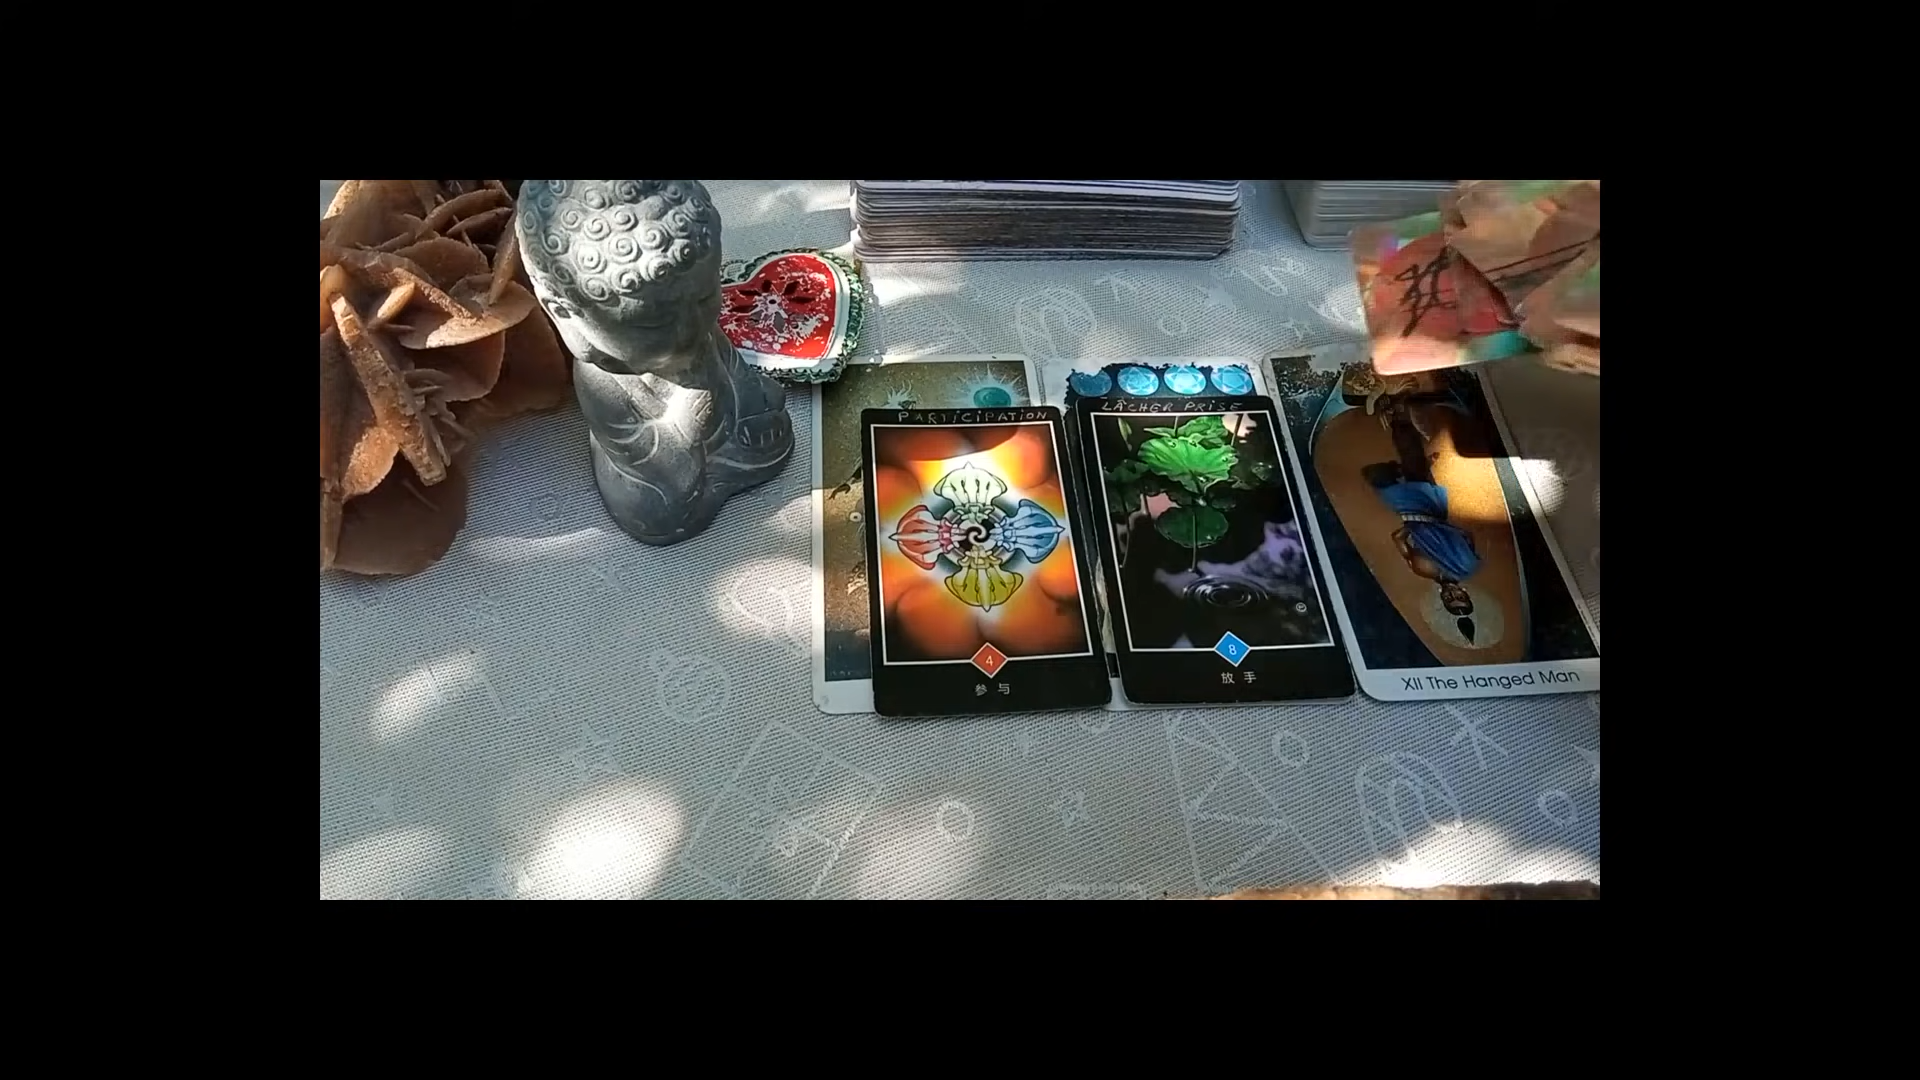 PARTICIPATION
4
参与
LÂCHER PRISE
©
8
放手
XII The Hanged Man